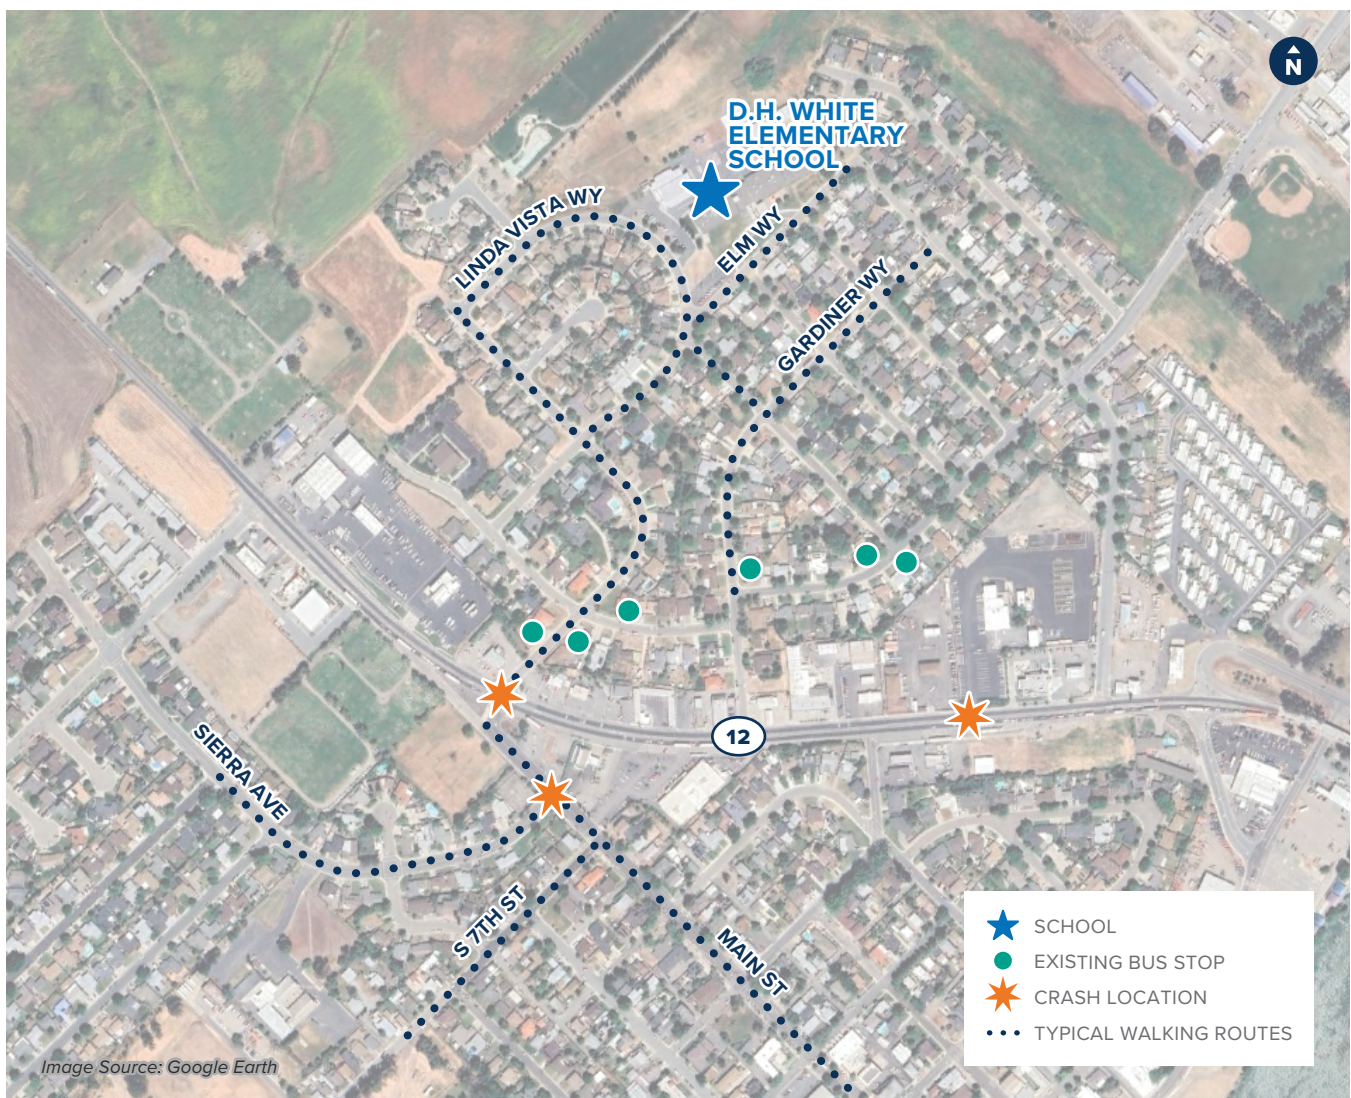 N
D.H. WHITE
ELEMENTARY
SCHOOL
LINDA VISTA WY
ELM WY
GARDINER WY
12
SIERRA AVE
S 7TH ST
MAIN ST
SCHOOL
EXISTING BUS STOP
CRASH LOCATION
TYPICAL WALKING ROUTES
Image Source: Google Earth